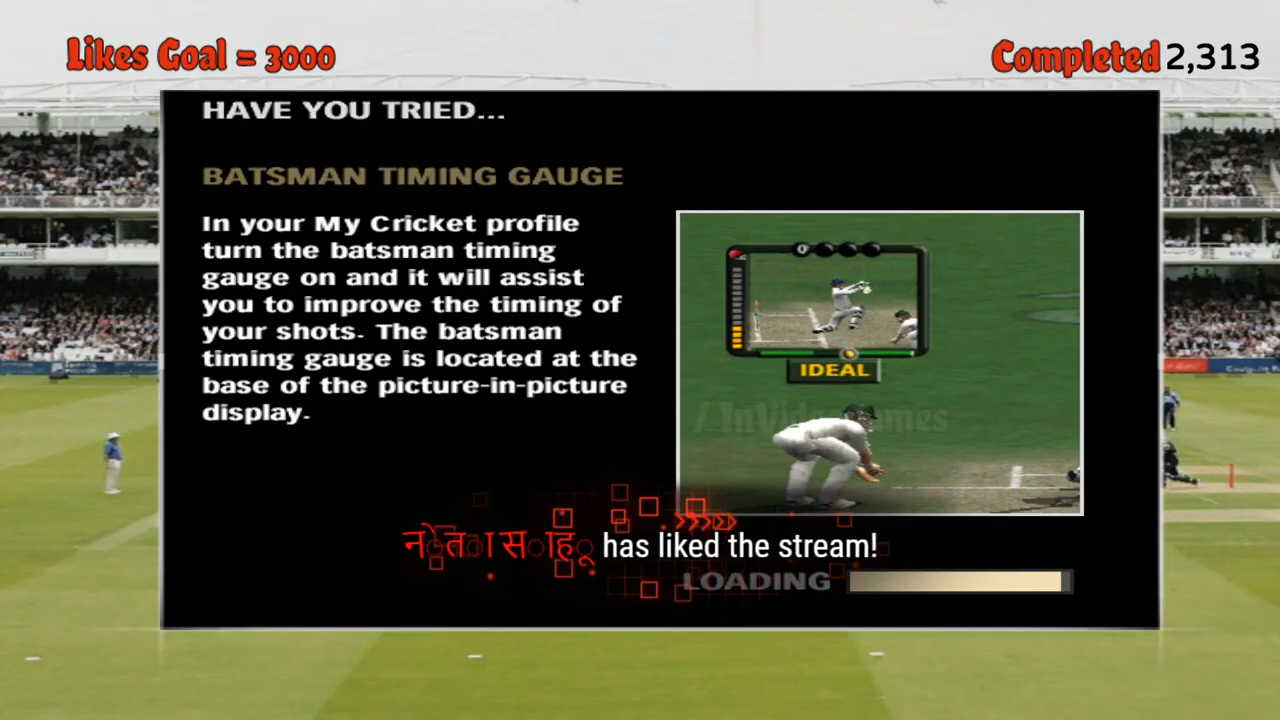 Likes Goal = 3000
Completed 2,313
HAVE YOU TRIED...
BATSMAN TIMING GAUGE
In your My Cricket profile
turn the batsman timing
gauge on and it will assist
you to improve the timing of
your shots. The batsman
timing gauge is located at the
base of the picture-in-picture
display.
IDEAL
नेता साहू has liked the stream!
LOADING